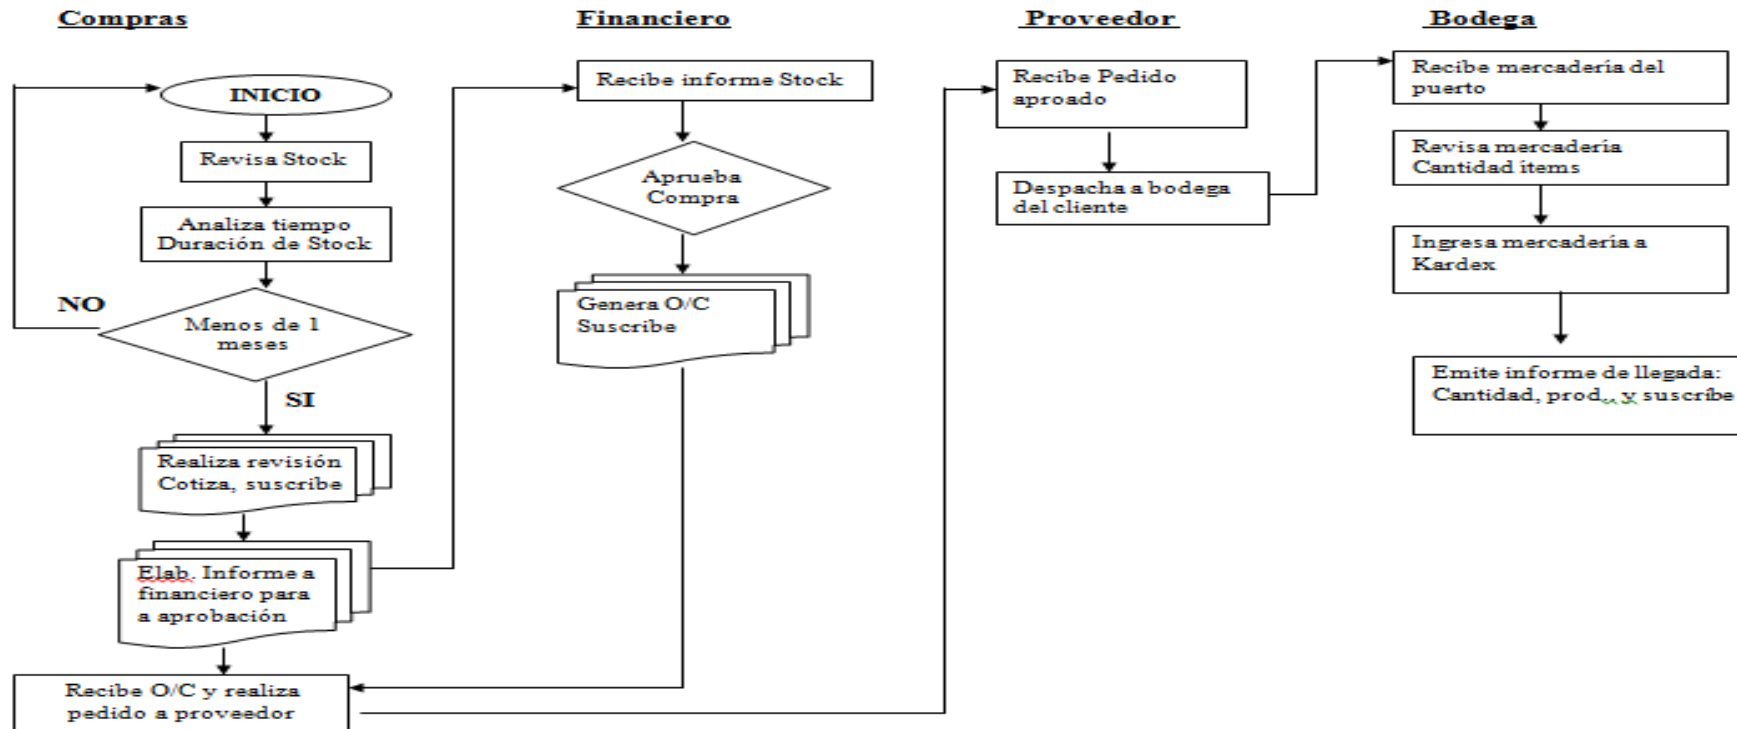 Compras
Financiero
Proveedor
Bodega
INICIO
Revisa Stock
Analiza tiempo
Duración de Stock
NO
Menos de 1
meses
SI
Realiza revisión
Cotiza, suscribe
Elab. Informe a
financiero para
a aprobación
Recibe O/C y realiza
pedido a proveedor
Recibe informe Stock
Aprueba
Compra
Genera O/C
Suscribe
Recibe Pedido
aproado
Despacha a bodega
del cliente
Recibe mercadería del
puerto
Revisa mercadería
Cantidad ítems
Ingresa mercadería a
Kardex
Emite informe de llegada:
Cantidad, prod,, y suscribe